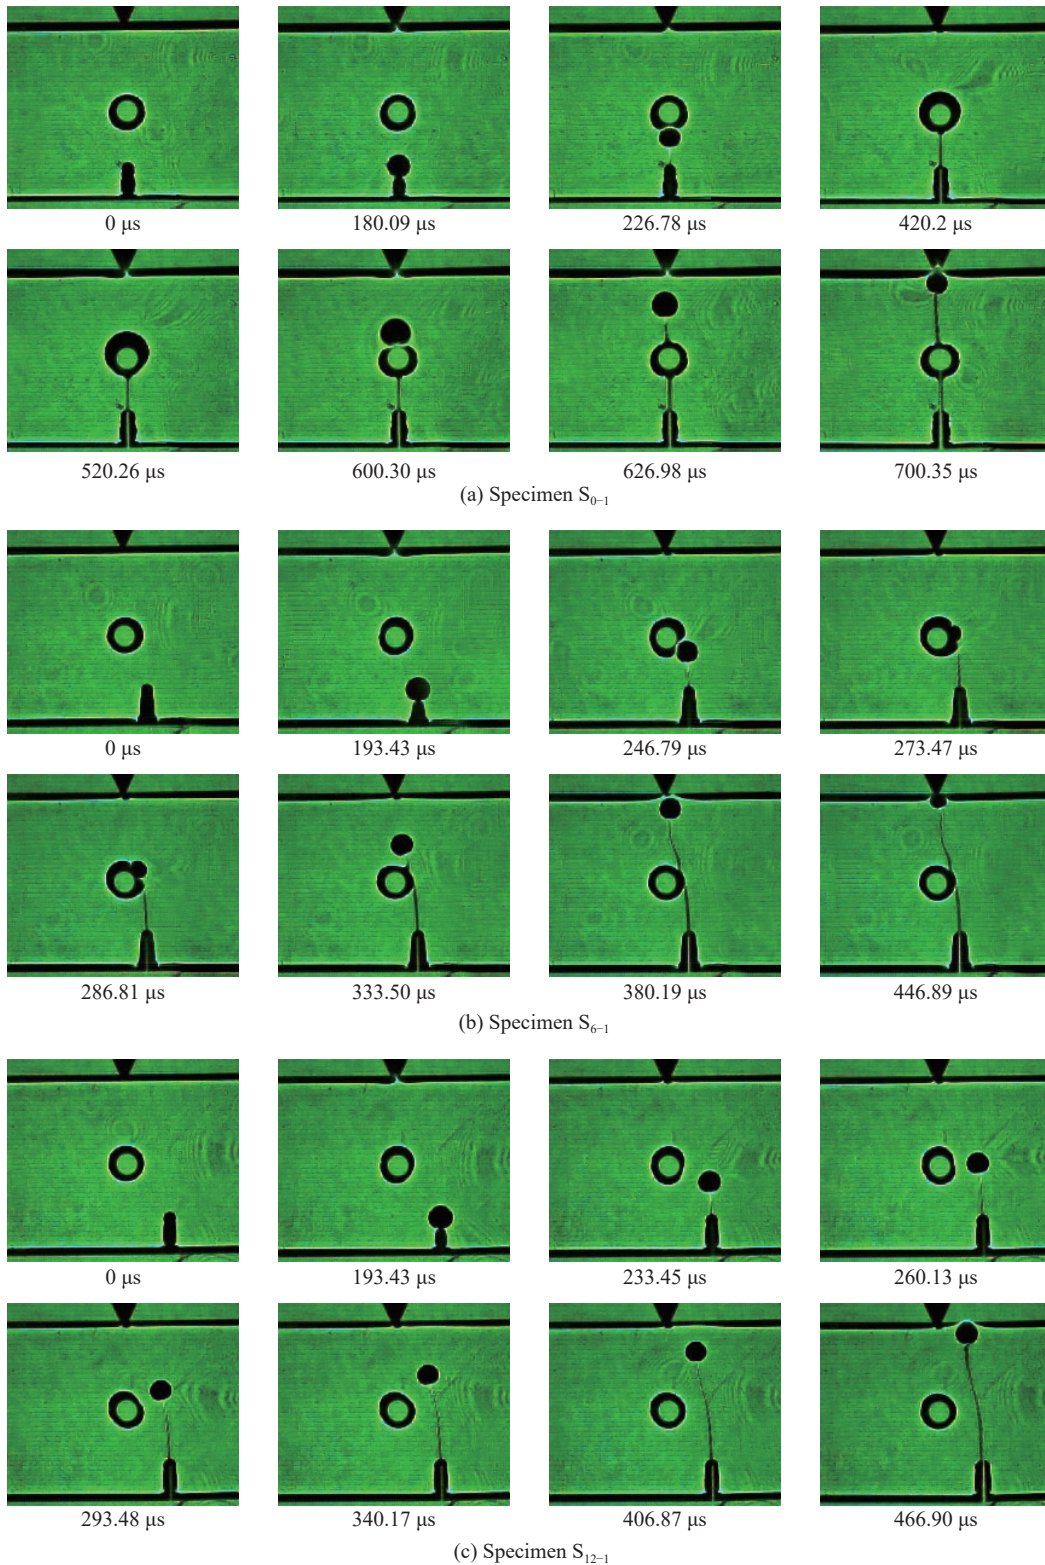 0 μs 180.09 μs 226.78 μs 420.2 μs
520.26 μs 600.30 μs 626.98 μs 700.35 μs
(a) Specimen S₀₋₁
0 μs 193.43 μs 246.79 μs 273.47 μs
286.81 μs 333.50 μs 380.19 μs 446.89 μs
(b) Specimen S₆₋₁
0 μs 193.43 μs 233.45 μs 260.13 μs
293.48 μs 340.17 μs 406.87 μs 466.90 μs
(c) Specimen S₁₂₋₁